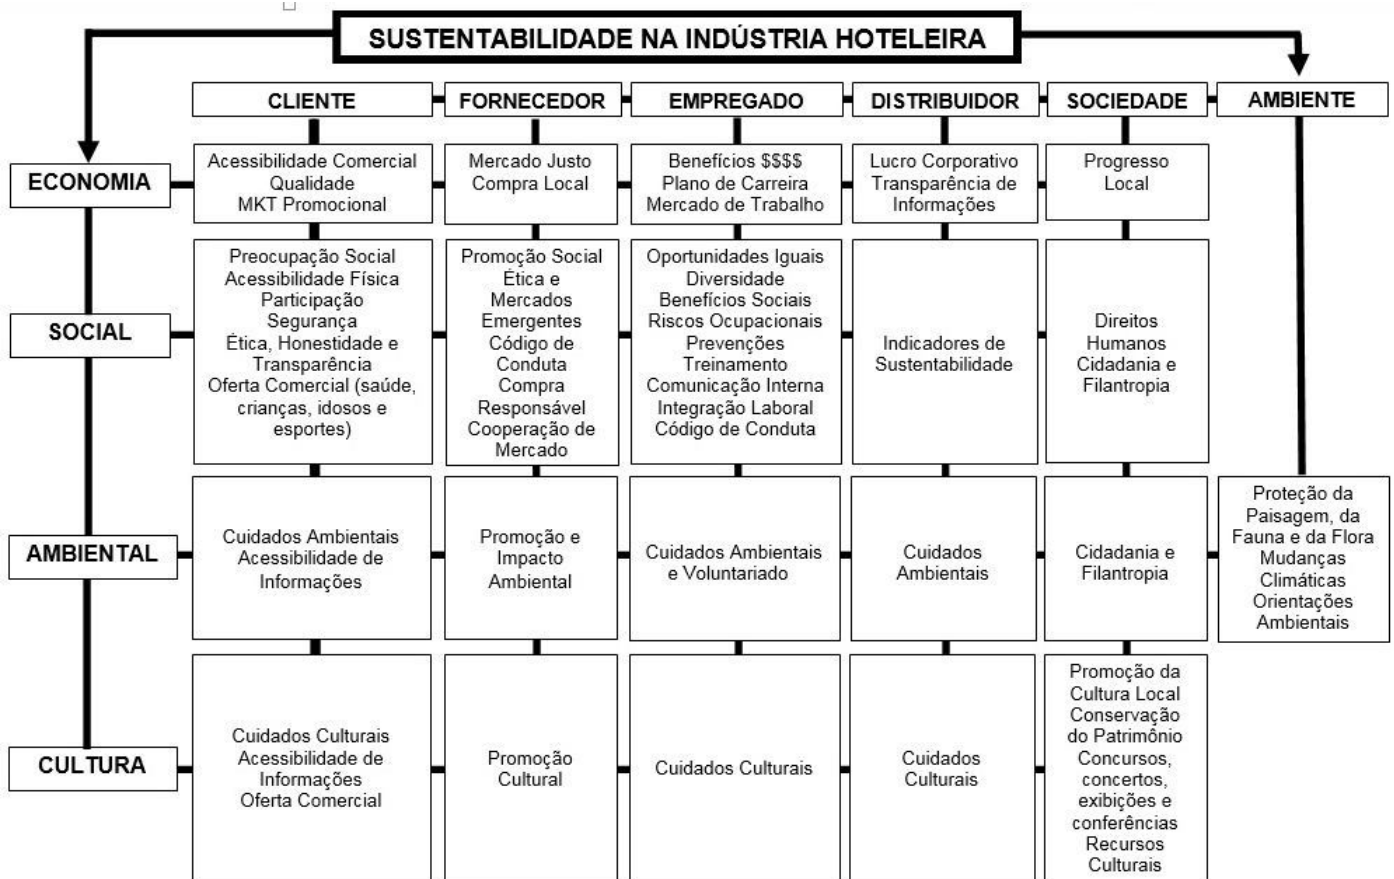 SUSTENTABILIDADE NA INDÚSTRIA HOTELEIRA
CLIENTE
FORNECEDOR
EMPREGADO
DISTRIBUIDOR
SOCIEDADE
AMBIENTE
ECONOMIA
Acessibilidade Comercial
Qualidade
MKT Promocional
Mercado Justo
Compra Local
Benefícios $$$$
Plano de Carreira
Mercado de Trabalho
Lucro Corporativo
Transparência de
Informações
Progresso
Local
SOCIAL
Preocupação Social
Acessibilidade Física
Participação
Segurança
Ética, Honestidade e
Transparência
Oferta Comercial (saúde,
crianças, idosos e
esportes)
Promoção Social
Ética e
Mercados
Emergentes
Código de
Conduta
Compra
Responsável
Cooperação de
Mercado
Oportunidades Iguais
Diversidade
Benefícios Sociais
Riscos Ocupacionais
Prevenções
Treinamento
Comunicação Interna
Integração Laboral
Código de Conduta
Indicadores de
Sustentabilidade
Direitos
Humanos
Cidadania e
Filantropia
AMBIENTAL
Cuidados Ambientais
Acessibilidade de
Informações
Promoção e
Impacto
Ambiental
Cuidados Ambientais
e Voluntariado
Cuidados
Ambientais
Cidadania e
Filantropia
Proteção da
Paisagem, da
Fauna e da Flora
Mudanças
Climáticas
Orientações
Ambientais
CULTURA
Cuidados Culturais
Acessibilidade de
Informações
Oferta Comercial
Promoção
Cultural
Cuidados Culturais
Cuidados
Culturais
Promoção da
Cultura Local
Conservação
do Patrimônio
Concursos,
concertos,
exibições e
conferências
Recursos
Culturais